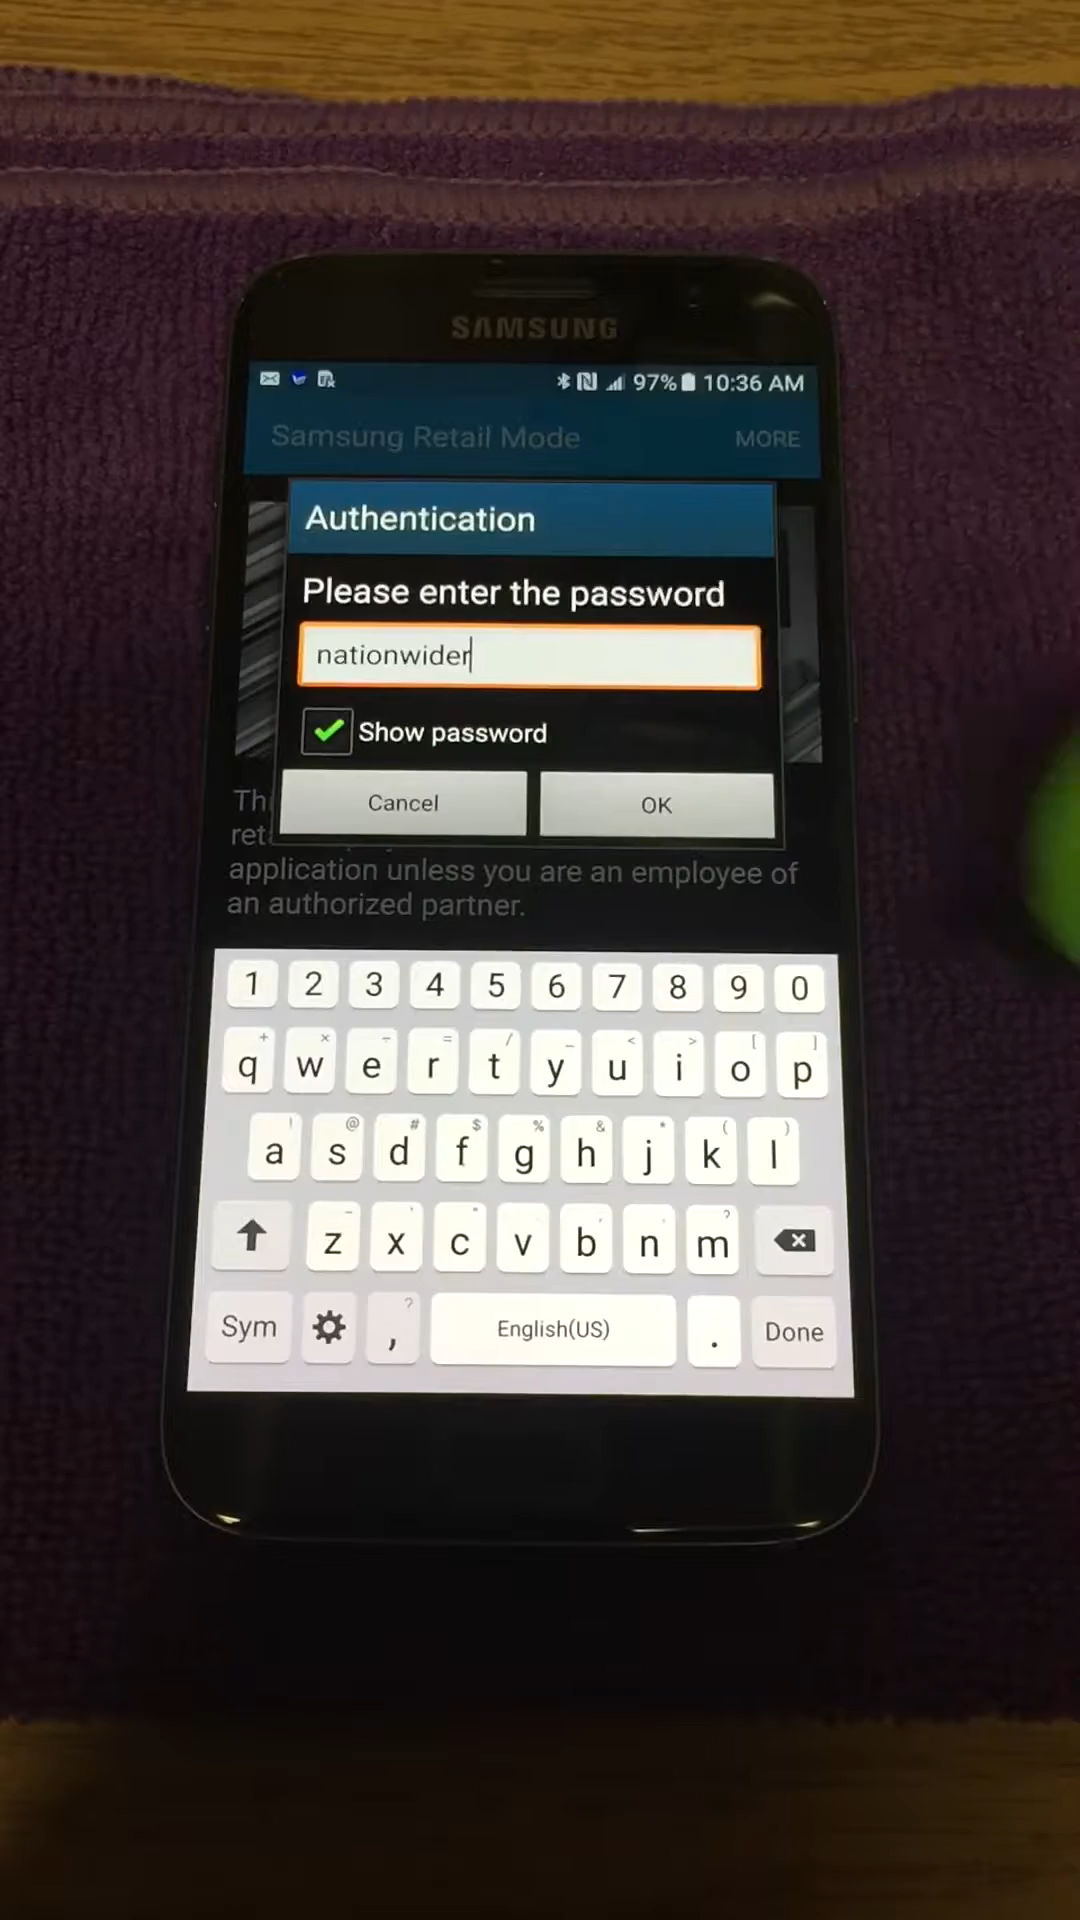 SAMSUNG
97% 10:36 AM
Samsung Retail Mode MORE
Authentication
Please enter the password
nationwider
Show password
Cancel OK
application unless you are an employee of
an authorized partner.
1 2 3 4 5 6 7 8 9 0
q w e r t y u i o p
a s d f g h j k l
z x c v b n m
Sym , English(US) . Done